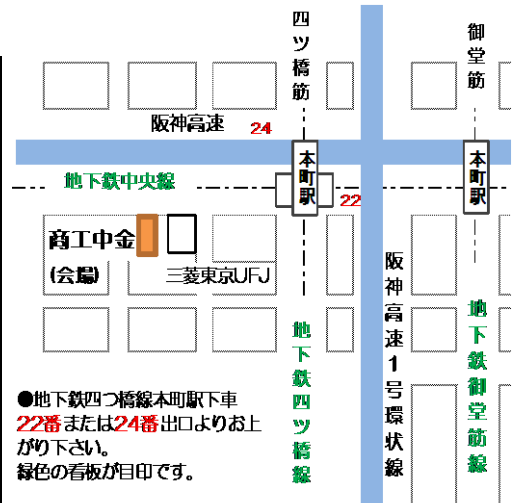 四ツ橋筋
御堂筋
阪神高速
24
本町駅
本町駅
地下鉄中央線
22
商工中金
(会場)
三菱東京UFJ
阪神高速1号環状線
地下鉄四ツ橋線
地下鉄御堂筋線
●地下鉄四つ橋線本町駅下車
22番または24番出口よりお上
がり下さい。
緑色の看板が目印です。